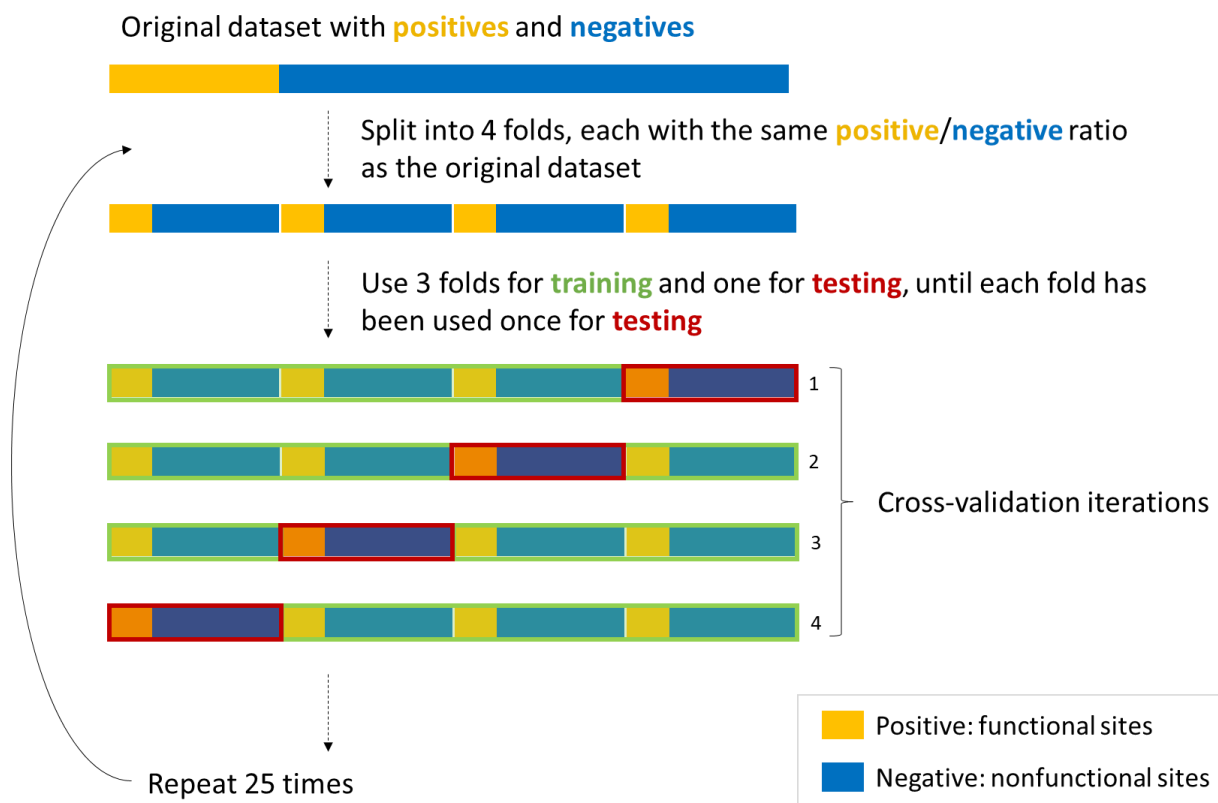 Original dataset with positives and negatives
Split into 4 folds, each with the same positive/negative ratio
as the original dataset
Use 3 folds for training and one for testing, until each fold has
been used once for testing
1
2
Cross-validation iterations
3
4
Positive: functional sites
Negative: nonfunctional sites
Repeat 25 times